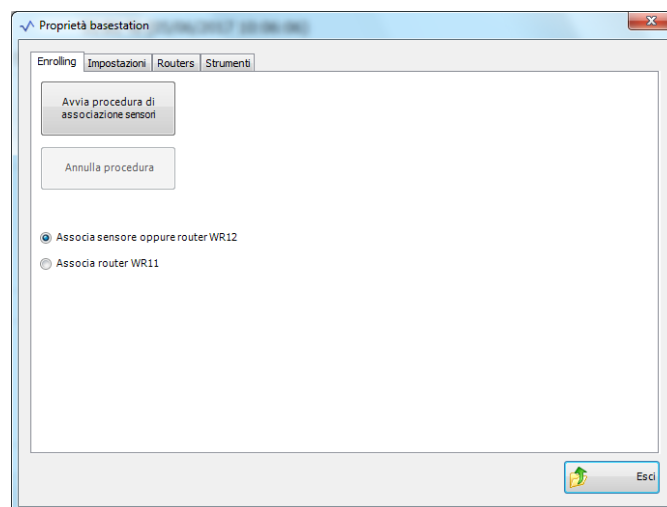 Proprietà basestation
Enrolling Impostazioni Routers Strumenti
Avvia procedura di
associazione sensori
Annulla procedura
Associa sensore oppure router WR12
Associa router WR11
Esci